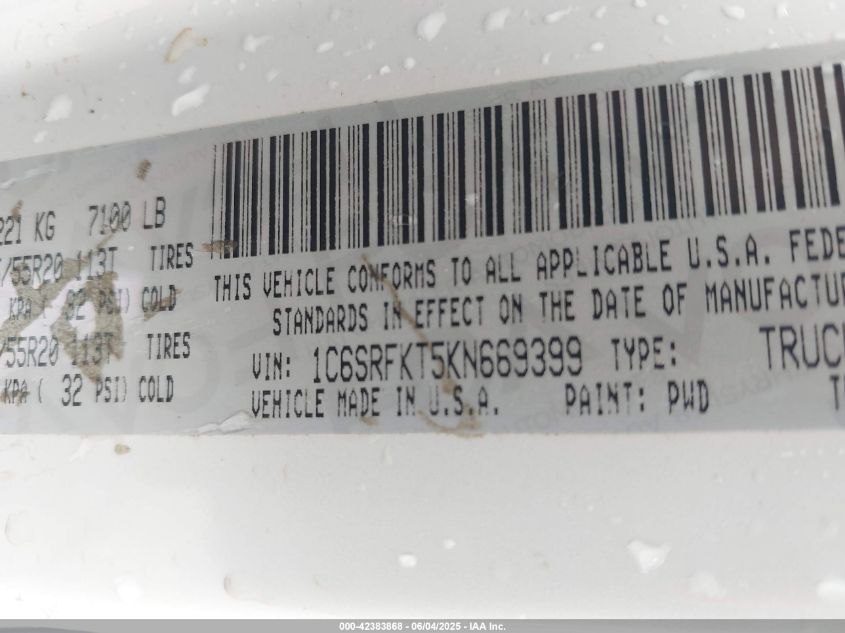 221 KG 7100 LB
/55R20 113T TIRES
KPA ( 32 PSI) COLD
/55R20 113T TIRES
KPA ( 32 PSI) COLD
THIS VEHICLE CONFORMS TO ALL APPLICABLE U.S.A. FEDE
STANDARDS IN EFFECT ON THE DATE OF MANUFACTU
VIN: 1C6SRFKT5KN669399 TYPE: TRUC
VEHICLE MADE IN U.S.A. PAINT: PWD
000-42383868 - 06/04/2025 - IAA Inc.